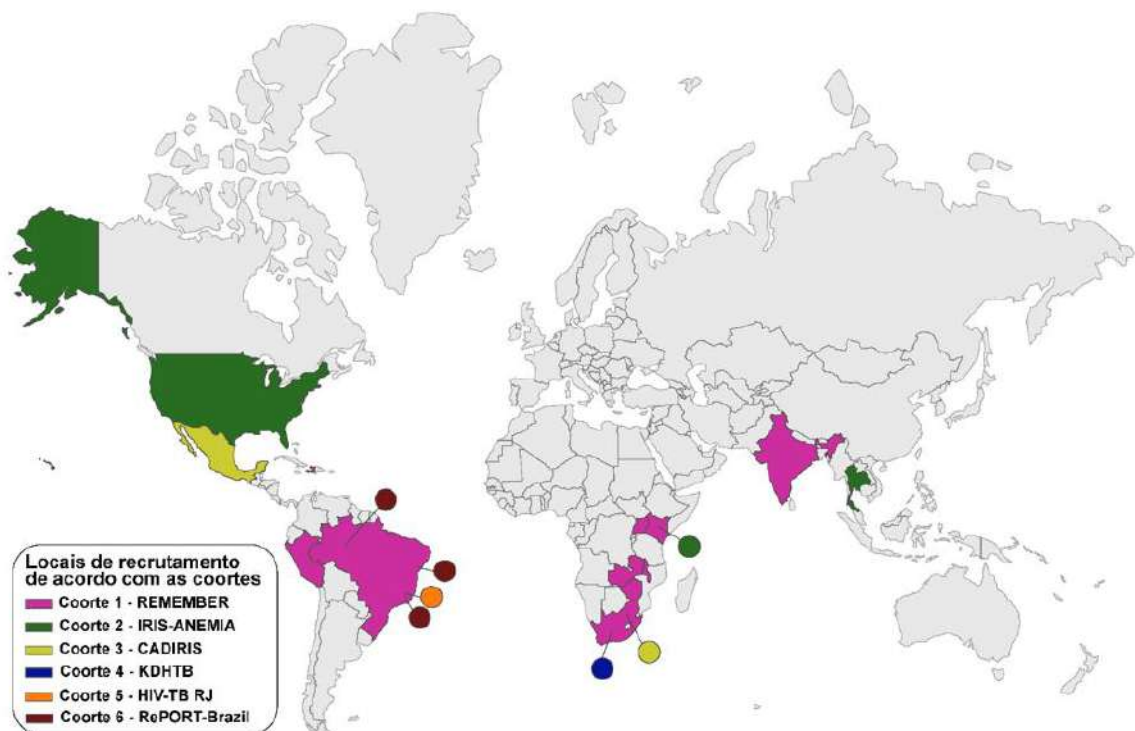 Locais de recrutamento
de acordo com as coortes
Coorte 1 - REMEMBER
Coorte 2 - IRIS-ANEMIA
Coorte 3 - CADIRIS
Coorte 4 - KDHTB
Coorte 5 - HIV-TB RJ
Coorte 6 - RePORT-Brazil